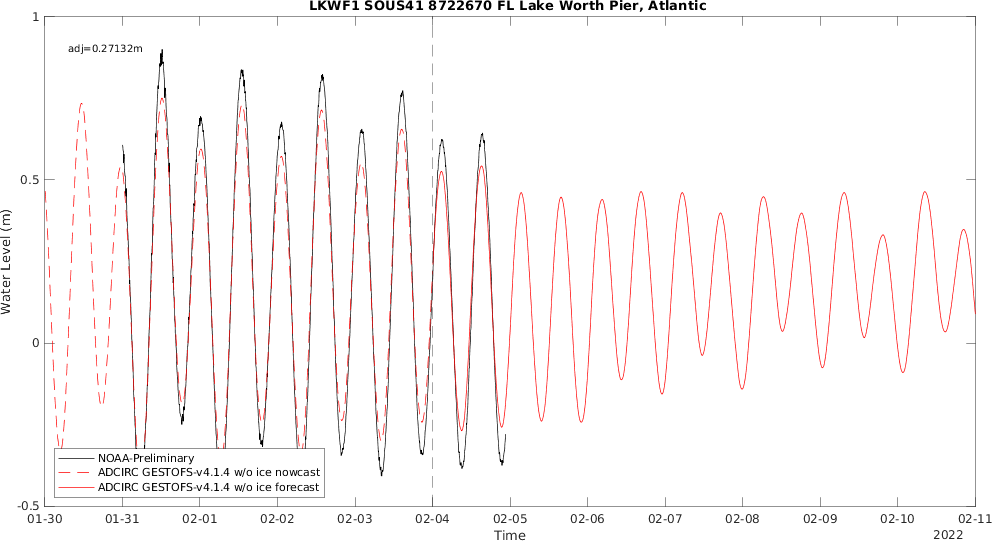 LKWF1 SOUS41 8722670 FL Lake Worth Pier, Atlantic
adj=0.27132m
1
0.5
0
-0.5
Water Level (m)
NOAA-Preliminary
ADCIRC GESTOFS-v4.1.4 w/o ice nowcast
ADCIRC GESTOFS-v4.1.4 w/o ice forecast
01-30 01-31 02-01 02-02 02-03 02-04 02-05 02-06 02-07 02-08 02-09 02-10 02-11
Time
2022